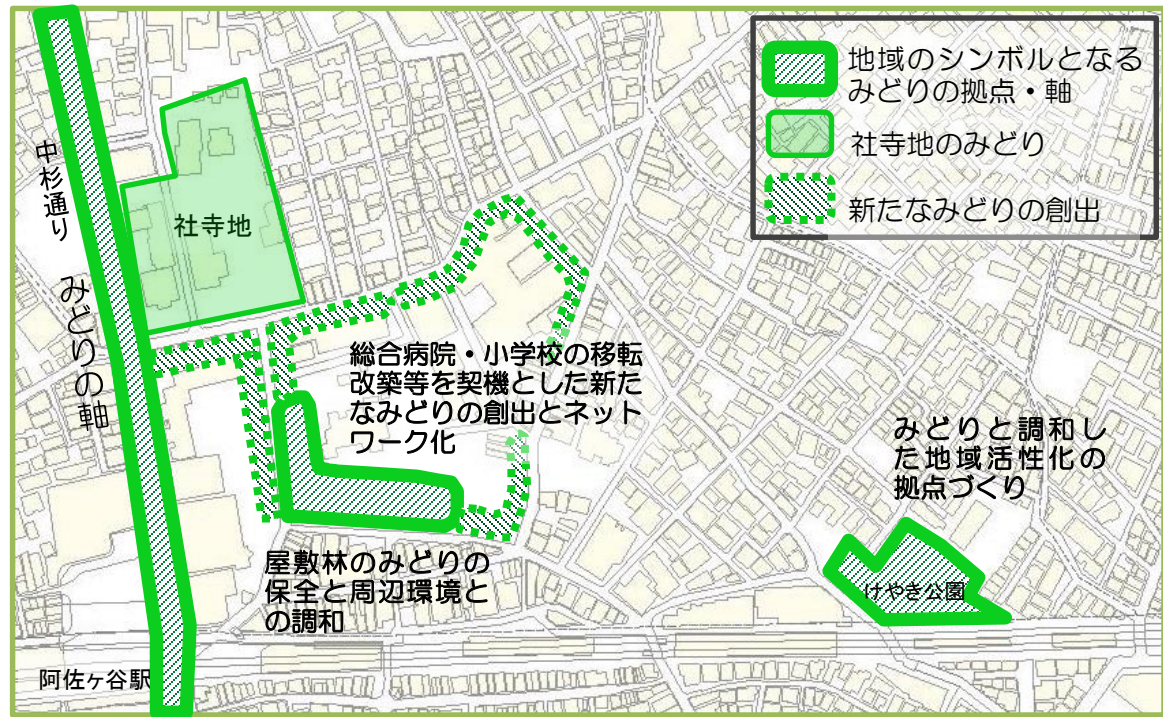 地域のシンボルとなる
みどりの拠点・軸
社寺地のみどり
新たなみどりの創出
中杉通り
みどりの軸
社寺地
総合病院・小学校の移転
改築等を契機とした新た
なみどりの創出とネット
ワーク化
みどりと調和し
た地域活性化の
拠点づくり
けやき公園
屋敷林のみどりの
保全と周辺環境と
の調和
阿佐ヶ谷駅